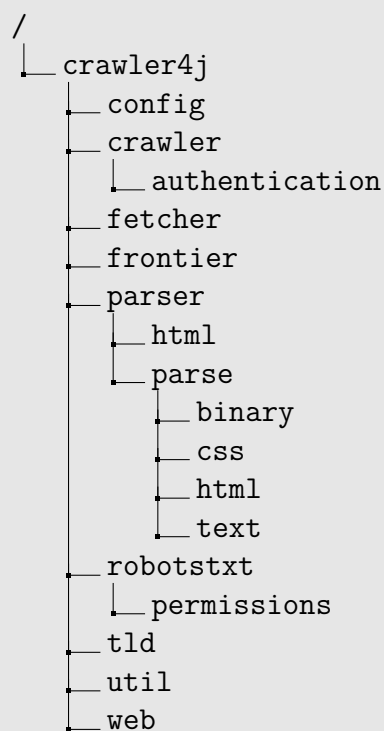 /
crawler4j
config
crawler
authentication
fetcher
frontier
parser
html
parse
binary
css
html
text
robotstxt
permissions
tld
util
web